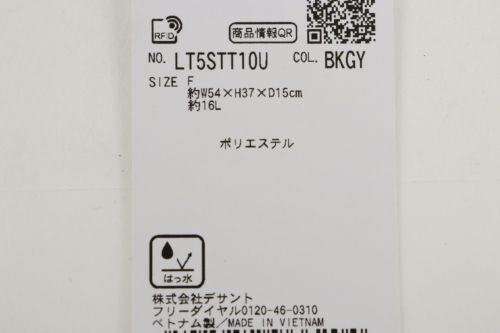 RFID 商品情報QR
NO. LT5STT10U COL. BKGY
SIZE F
約W54×H37×D15cm
約16L
ポリエステル
はっ水
株式会社デサント
フリーダイヤル0120-46-0310
ベトナム製/MADE IN VIETNAM